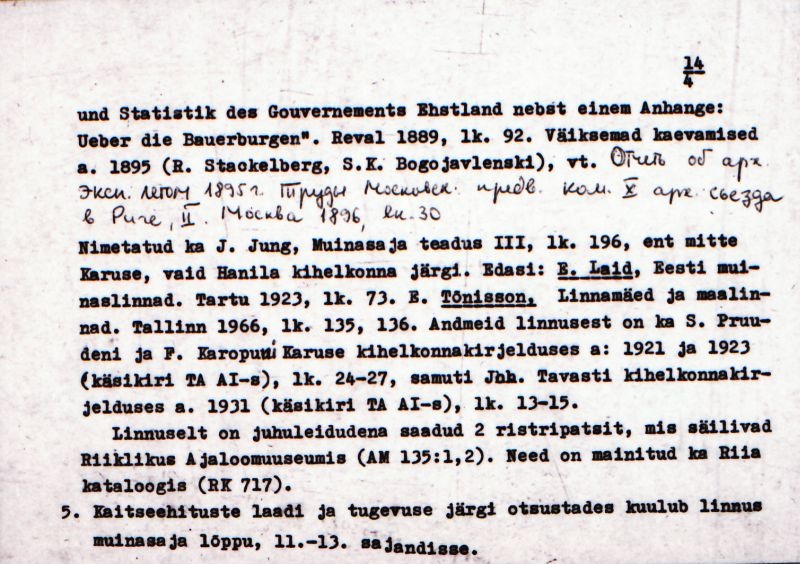 14
4
und Statistik des Gouvernements Ehstland nebst einem Anhange:
Ueber die Bauerburgen". Reval 1889, lk. 92. Väiksemad kaevamised
a. 1895 (R. Stackelberg, S.K. Bogojavlenski), vt. Отчет об арх.
эксп. летом 1895 г. Труды Московск. предв. ком. X арх. съезда
в Риге, II. Москва 1896, lk. 30
Nimetatud ka J. Jung, Muinasaja teadus III, lk. 196, ent mitte
Karuse, vaid Hanila kihelkonna järgi. Edasi: E. Laid, Eesti mui-
naslinnad. Tartu 1923, lk. 73. E. Tõnisson, Linnamäed ja maalin-
nad. Tallinn 1966, lk. 135, 136. Andmeid linnusest on ka S. Pruu-
deni ja F. Karopuni Karuse kihelkonnakirjelduses a: 1921 ja 1923
(käsikiri TA AI-s), lk. 24-27, samuti Joh. Tavasti kihelkonnakir-
jelduses a. 1931 (käsikiri TA AI-s), lk. 13-15.
Linnuselt on juhuleidudena saadud 2 ristripatsit, mis säilivad
Riiklikus Ajaloomuuseumis (AM 135:1,2). Need on mainitud ka Riia
kataloogis (RK 717).
5. Kaitseehituste laadi ja tugevuse järgi otsustades kuulub linnus
muinasaja lõppu, 11.-13. sajandisse.